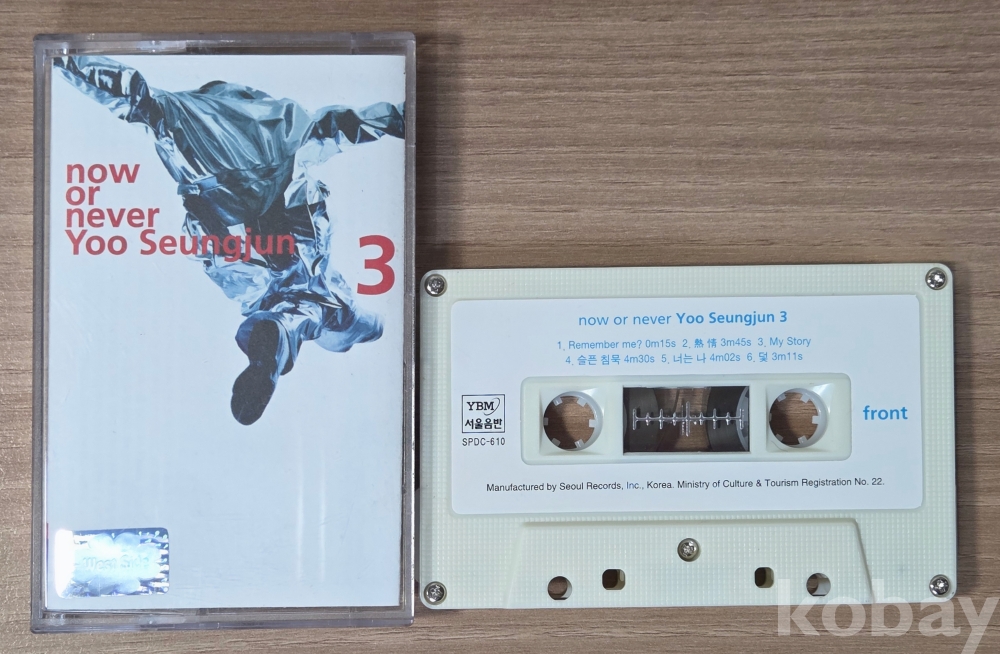 now
or
never
Yoo Seungjun
3
now or never Yoo Seungjun 3
1. Remember me? 0m15s 2. 熱情 3m45s 3. My Story
4. 슬픈 침묵 4m30s 5. 너는 나 4m02s 6. 덫 3m11s
YBM
서울음반
SPDC-610
front
Manufactured by Seoul Records, Inc., Korea. Ministry of Culture & Tourism Registration No. 22.
kobay